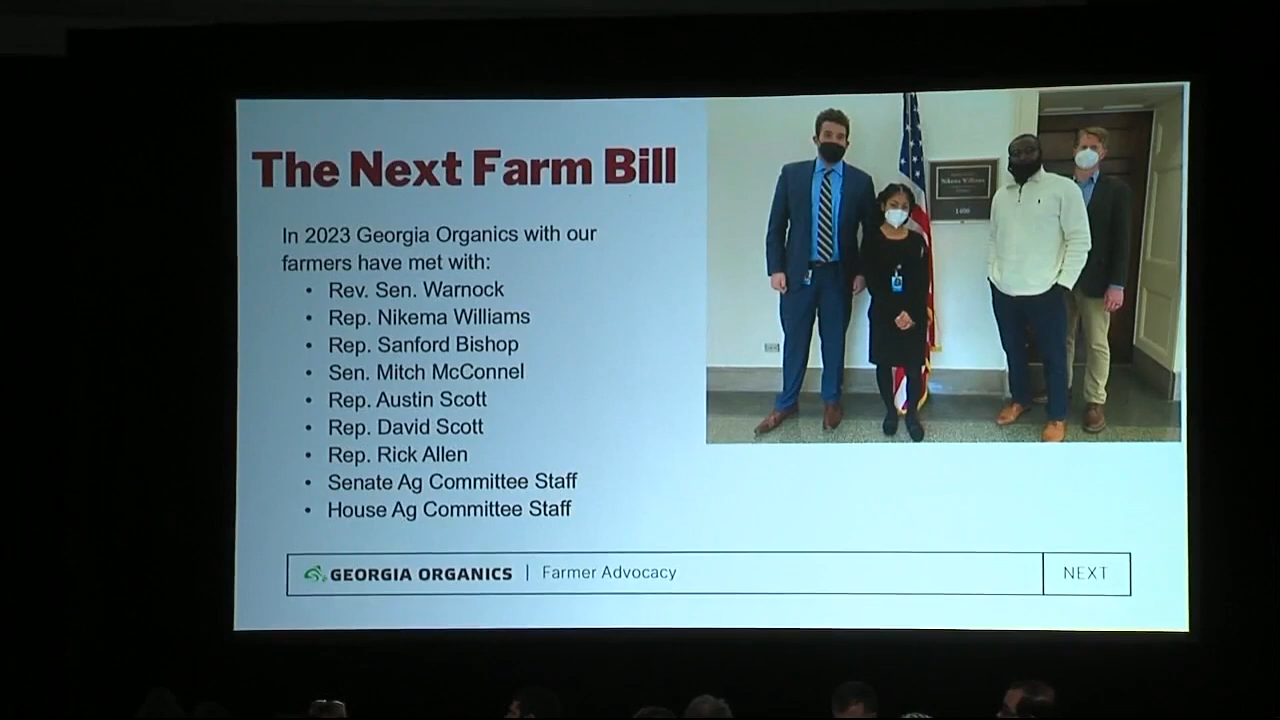 The Next Farm Bill
In 2023 Georgia Organics with our
farmers have met with:
• Rev. Sen. Warnock
• Rep. Nikema Williams
• Rep. Sanford Bishop
• Sen. Mitch McConnel
• Rep. Austin Scott
• Rep. David Scott
• Rep. Rick Allen
• Senate Ag Committee Staff
• House Ag Committee Staff
Nikema Williams
GEORGIA ORGANICS | Farmer Advocacy
NEXT